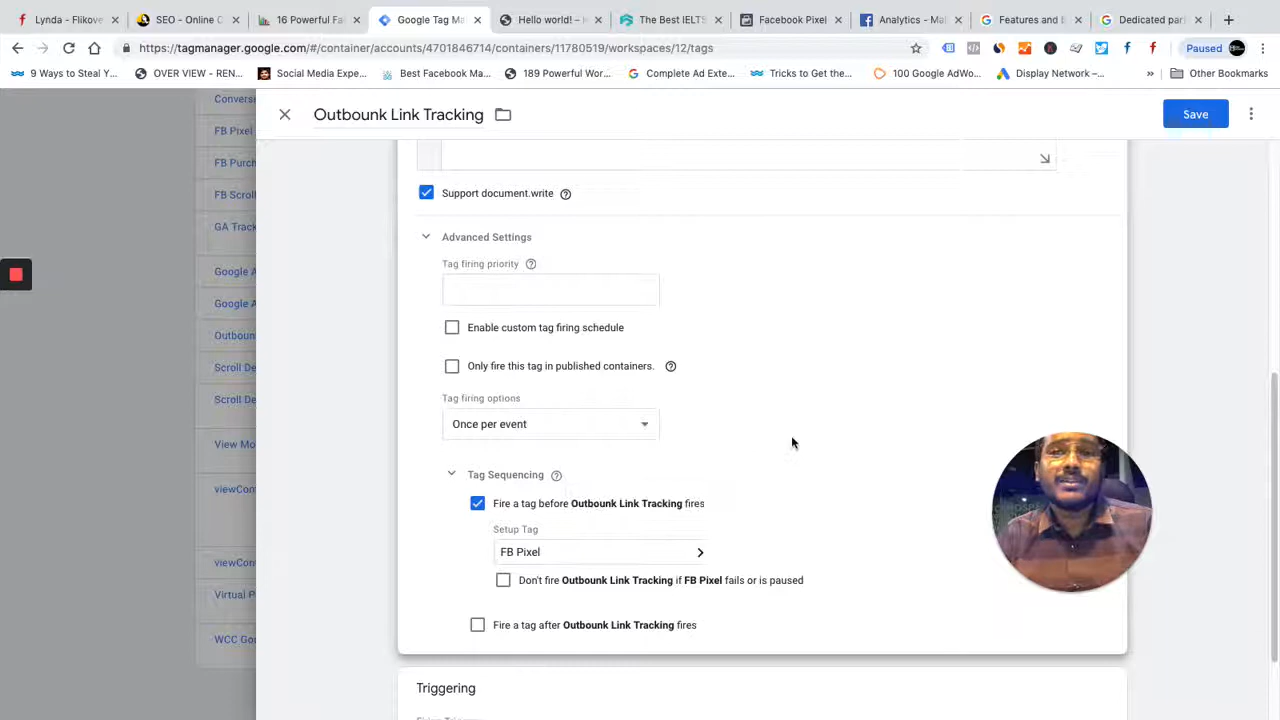 Lynda – Flikove
SEO - Online C
16 Powerful Fa
Google Tag Ma
Hello world! – H
The Best IELTS
Facebook Pixel
Analytics - Ma
Features and B
Dedicated part
https://tagmanager.google.com/#/container/accounts/4701846714/containers/11780519/workspaces/12/tags
Paused
9 Ways to Steal Y...
OVER VIEW - REN...
Social Media Expe...
Best Facebook Ma...
189 Powerful Wor...
Complete Ad Exte...
Tricks to Get the...
100 Google AdWo...
Display Network –...
Other Bookmarks
Conversi
FB Pixel
FB Purch
FB Scrol
GA Track
Google A
Google A
Outboun
Scroll De
Scroll De
View Mo
viewCon
viewCon
Virtual P
WCC Goo
Outbounk Link Tracking
Save
Support document.write
Advanced Settings
Tag firing priority
Enable custom tag firing schedule
Only fire this tag in published containers.
Tag firing options
Once per event
Tag Sequencing
Fire a tag before Outbounk Link Tracking fires
Setup Tag
FB Pixel
Don't fire Outbounk Link Tracking if FB Pixel fails or is paused
Fire a tag after Outbounk Link Tracking fires
Triggering